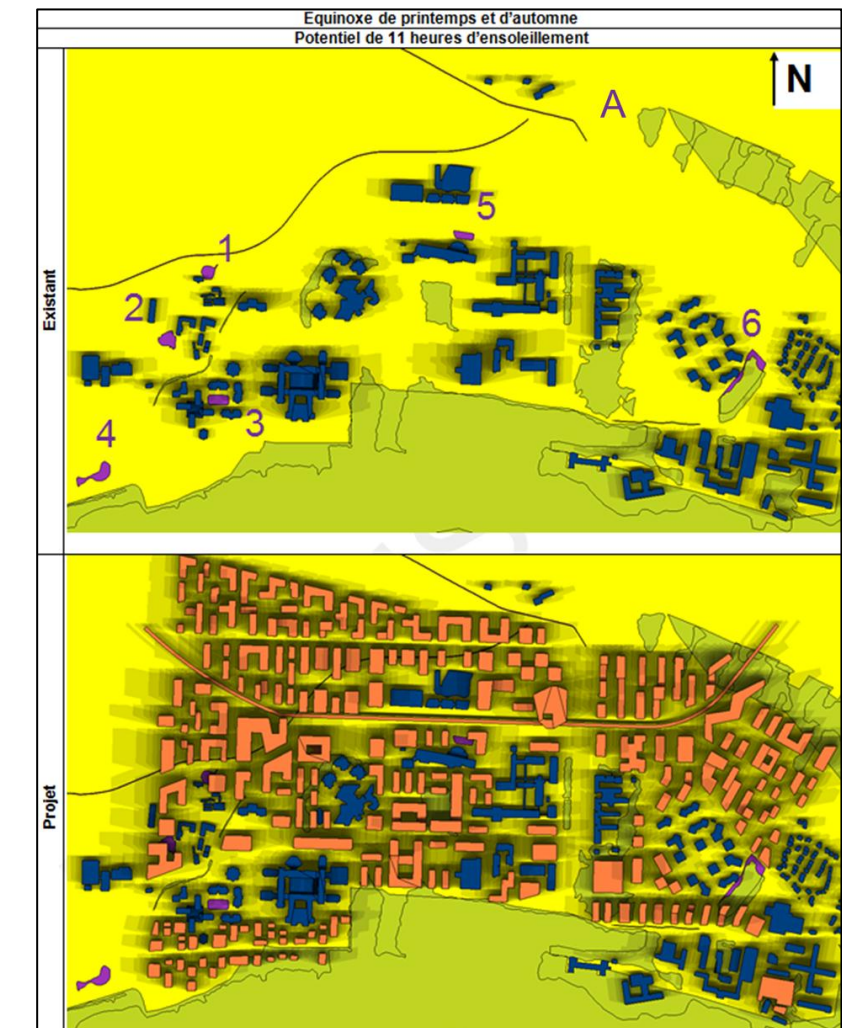 Equinoxe de printemps et d'automne
Potentiel de 11 heures d'ensoleillement
Existant
N
A
5
1
2
6
3
4
Projet